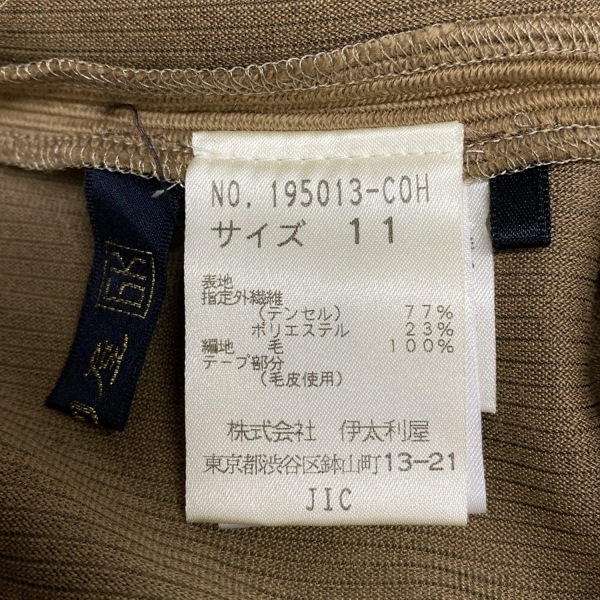 NO. 195013-COH
サイズ 11
表地
指定外繊維
(テンセル) 77%
ポリエステル 23%
編地 毛 100%
テープ部分
(毛皮使用)
株式会社 伊太利屋
東京都渋谷区鉢山町13-21
JIC
屋